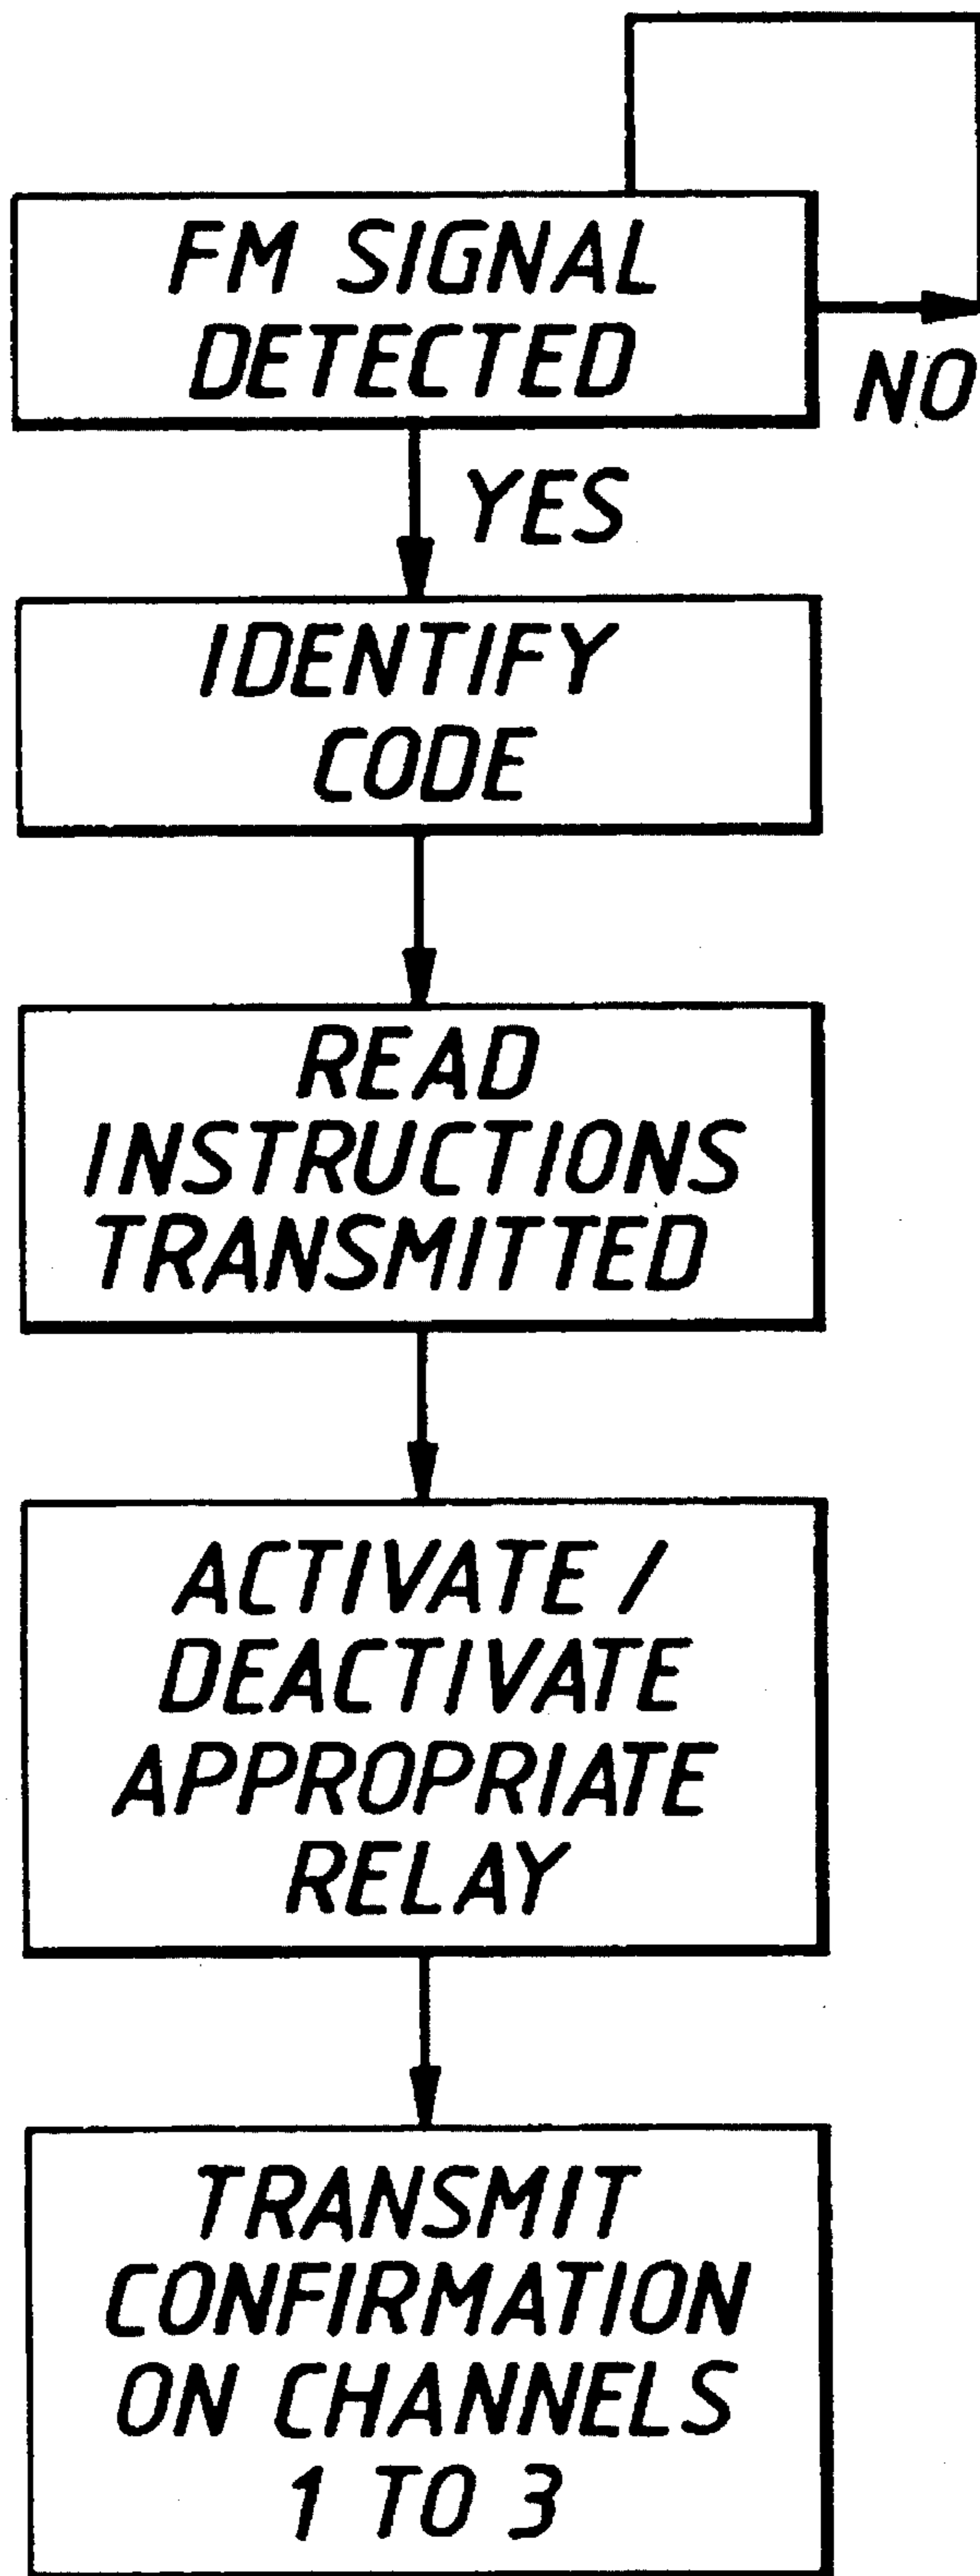 FM SIGNAL
DETECTED
NO
YES
IDENTIFY
CODE
READ
INSTRUCTIONS
TRANSMITTED
ACTIVATE /
DEACTIVATE
APPROPRIATE
RELAY
TRANSMIT
CONFIRMATION
ON CHANNELS
1 TO 3